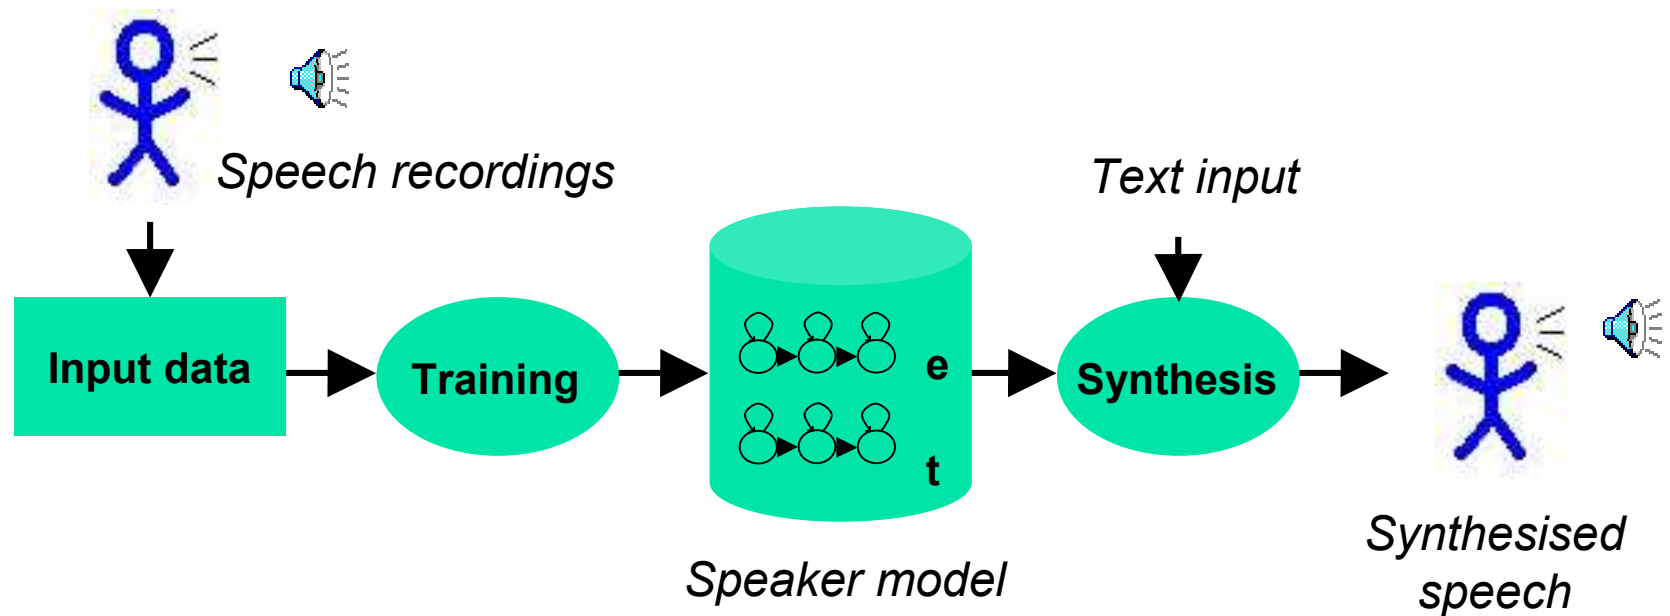 Speech recordings
Text input
Input data
Training
e
t
Synthesis
Speaker model
Synthesised
speech